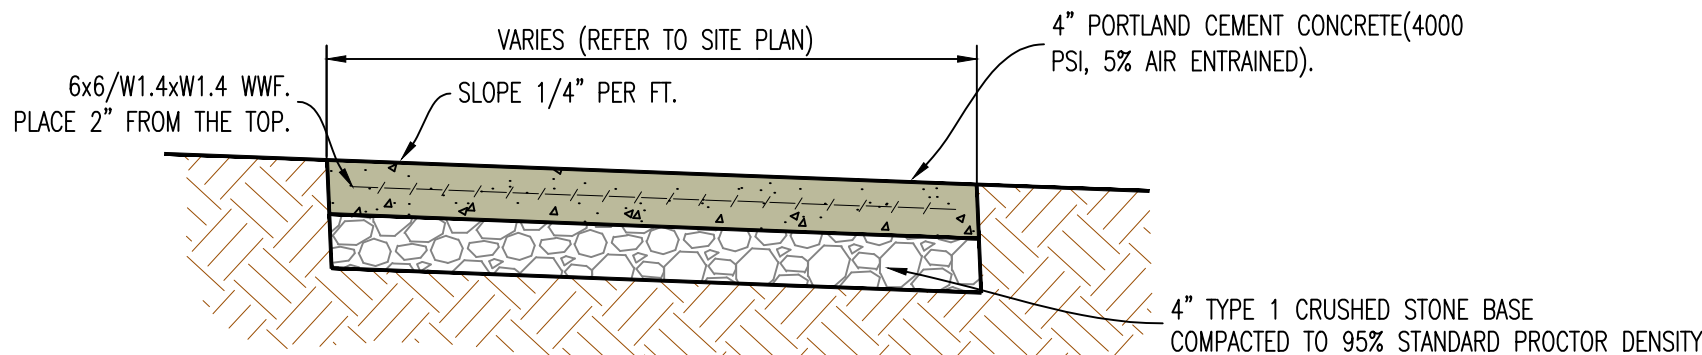 VARIES (REFER TO SITE PLAN)
4” PORTLAND CEMENT CONCRETE(4000
PSI, 5% AIR ENTRAINED).
6x6/W1.4xW1.4 WWF.
PLACE 2” FROM THE TOP.
SLOPE 1/4” PER FT.
4” TYPE 1 CRUSHED STONE BASE
COMPACTED TO 95% STANDARD PROCTOR DENSITY